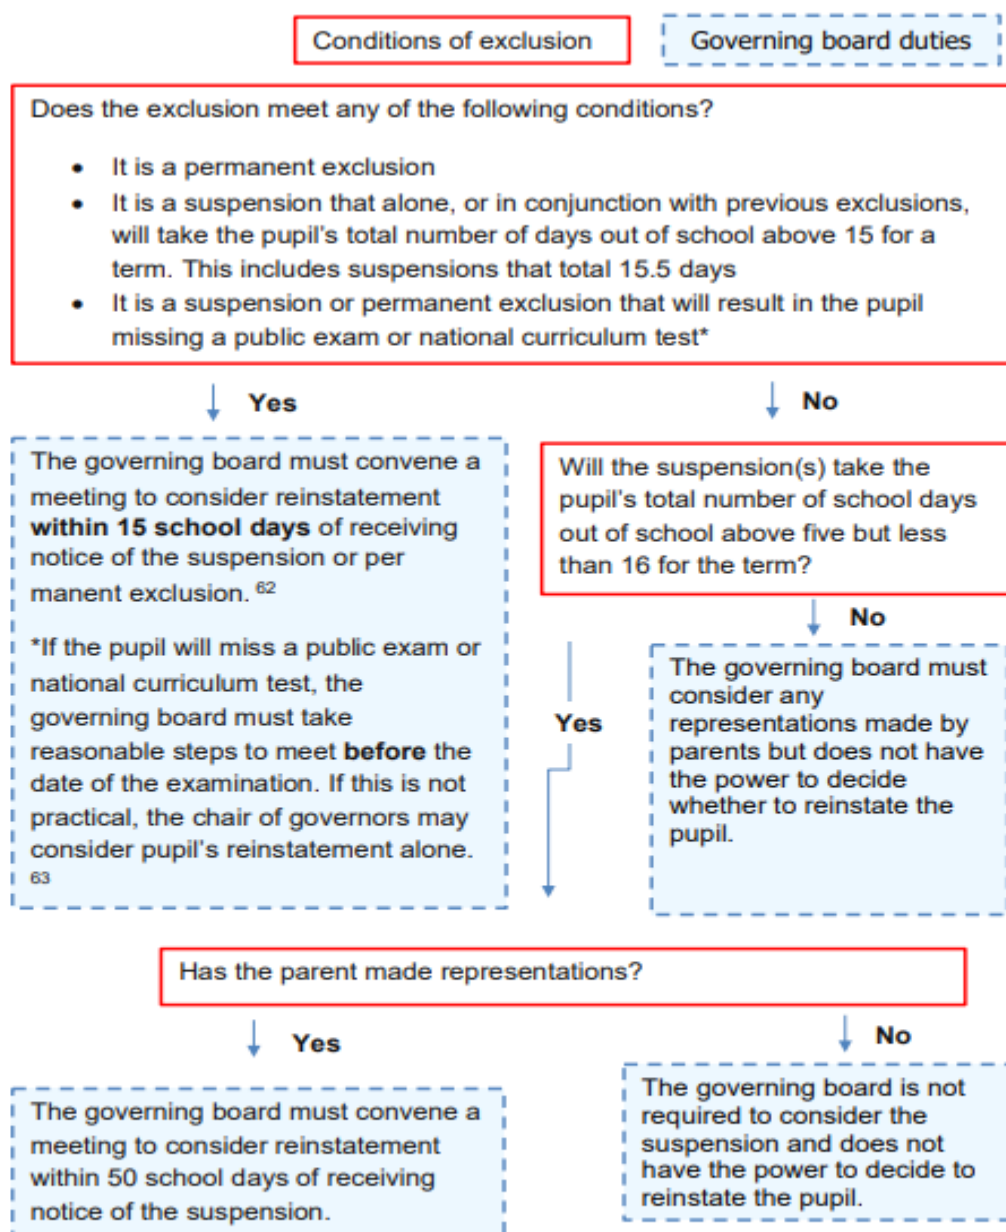 Conditions of exclusion
Governing board duties
Does the exclusion meet any of the following conditions?
• It is a permanent exclusion
• It is a suspension that alone, or in conjunction with previous exclusions,
will take the pupil's total number of days out of school above 15 for a
term. This includes suspensions that total 15.5 days
• It is a suspension or permanent exclusion that will result in the pupil
missing a public exam or national curriculum test*
Yes
No
The governing board must convene a
meeting to consider reinstatement
within 15 school days of receiving
notice of the suspension or per
manent exclusion. 62
*If the pupil will miss a public exam or
national curriculum test, the
governing board must take
reasonable steps to meet before the
date of the examination. If this is not
practical, the chair of governors may
consider pupil's reinstatement alone.
63
Will the suspension(s) take the
pupil's total number of school days
out of school above five but less
than 16 for the term?
No
Yes
The governing board must
consider any
representations made by
parents but does not have
the power to decide
whether to reinstate the
pupil.
Has the parent made representations?
Yes
No
The governing board must convene a
meeting to consider reinstatement
within 50 school days of receiving
notice of the suspension.
The governing board is not
required to consider the
suspension and does not
have the power to decide to
reinstate the pupil.